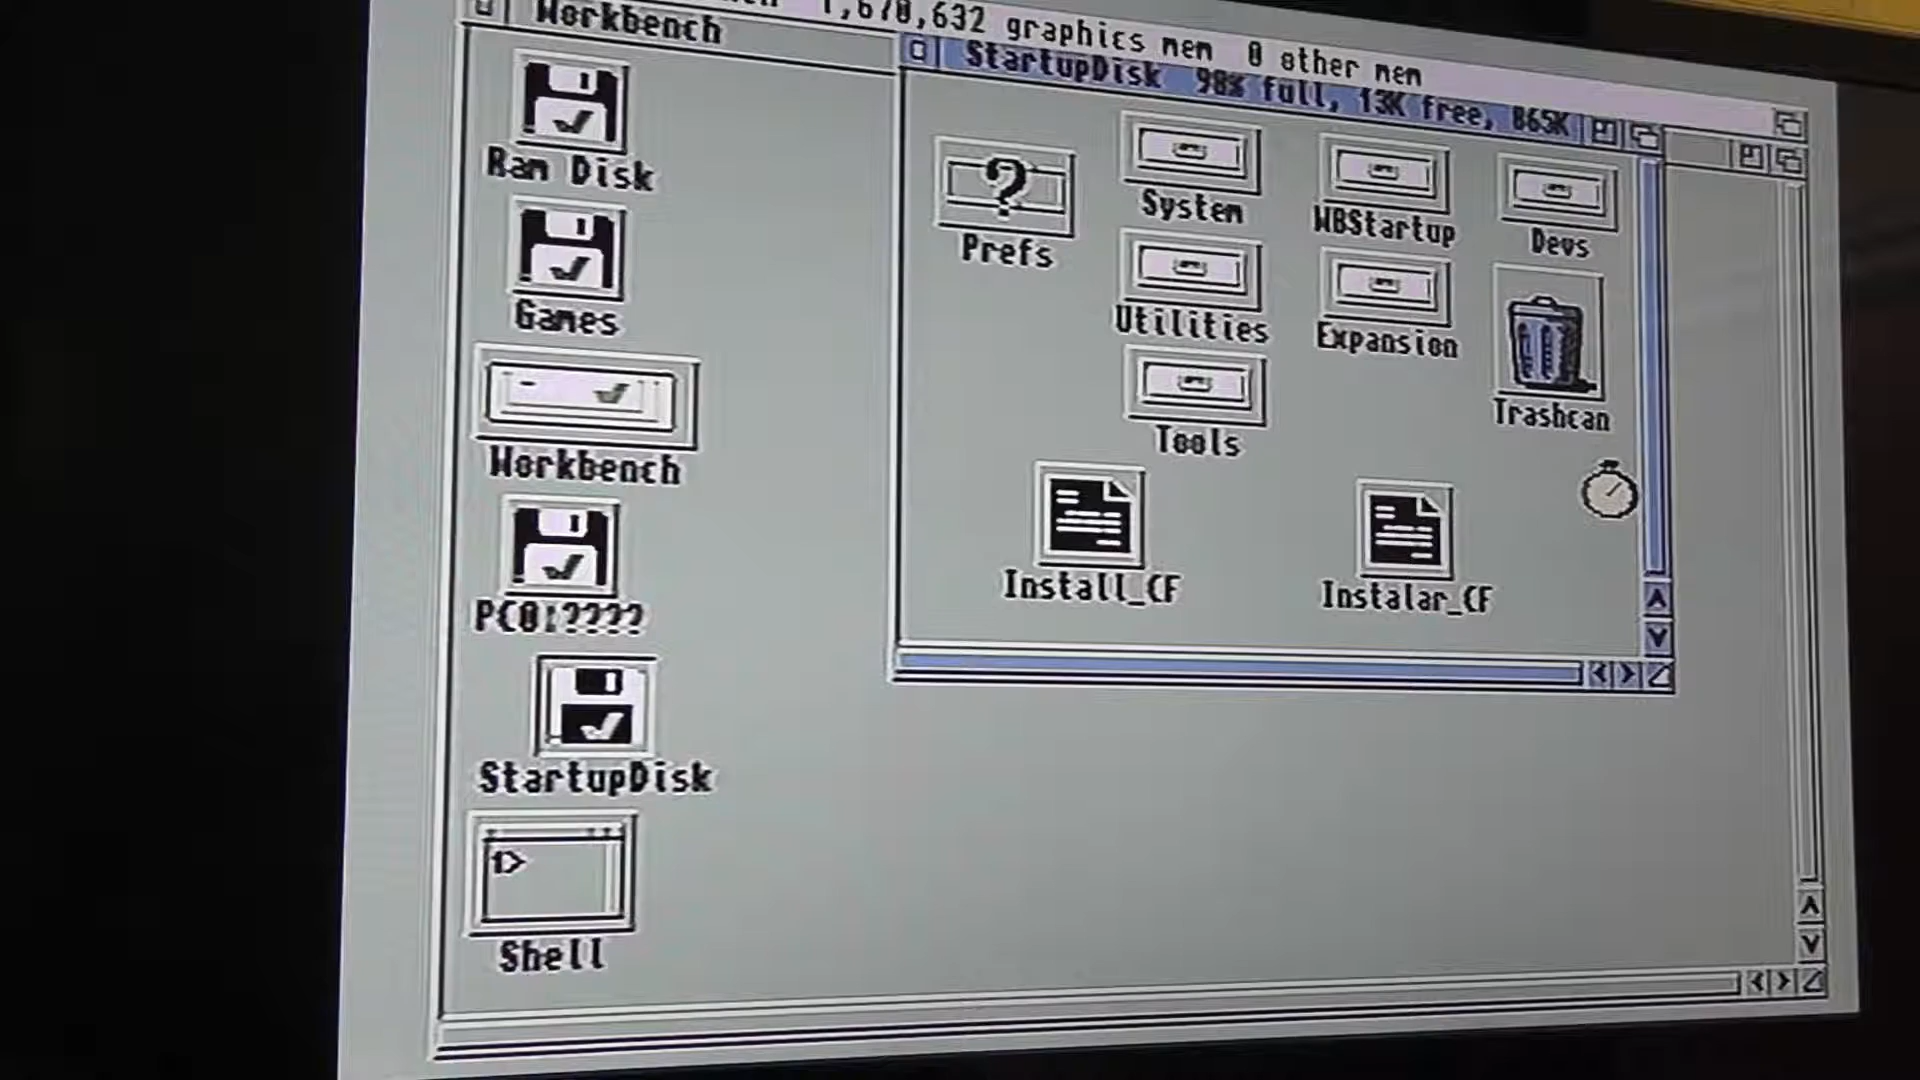 1,670,632 graphics mem 0 other mem
Workbench
StartupDisk 98% full, 13K free, 865K
Ram Disk
Games
Workbench
PC0:????
StartupDisk
1>
Shell
Prefs
System
WBStartup
Devs
Utilities
Expansion
Trashcan
Tools
Install_CF
Instalar_CF